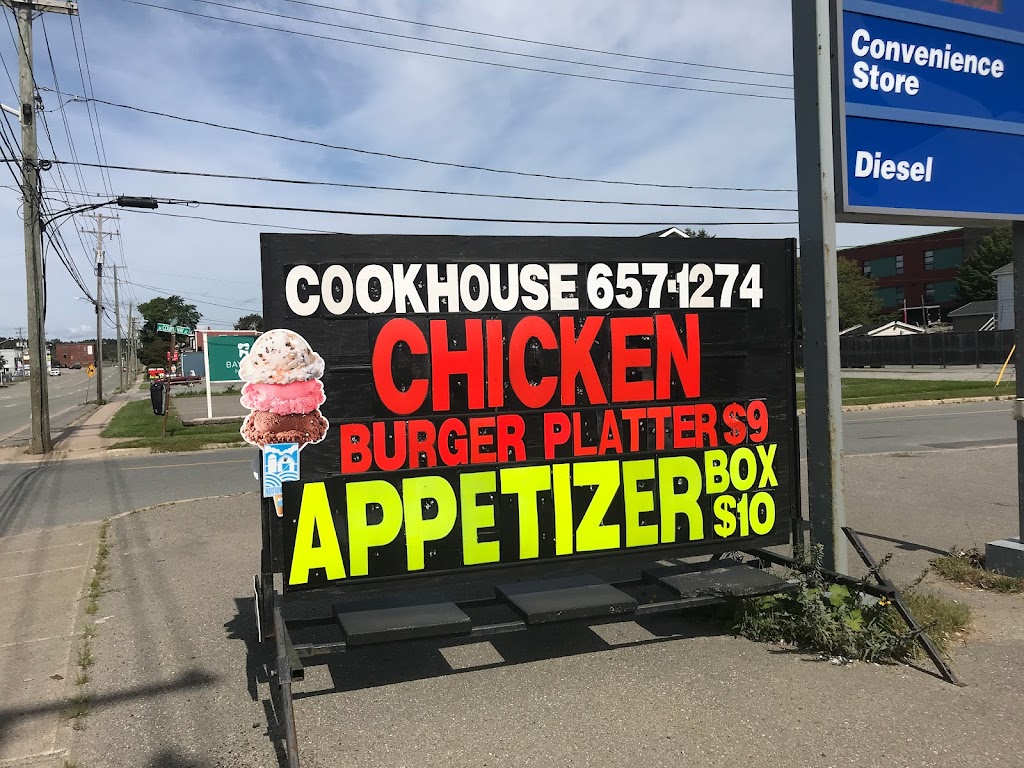 COOKHOUSE 657-1274
CHICKEN
BURGER PLATTER $9
APPETIZER BOX $10
Convenience
Store
Diesel